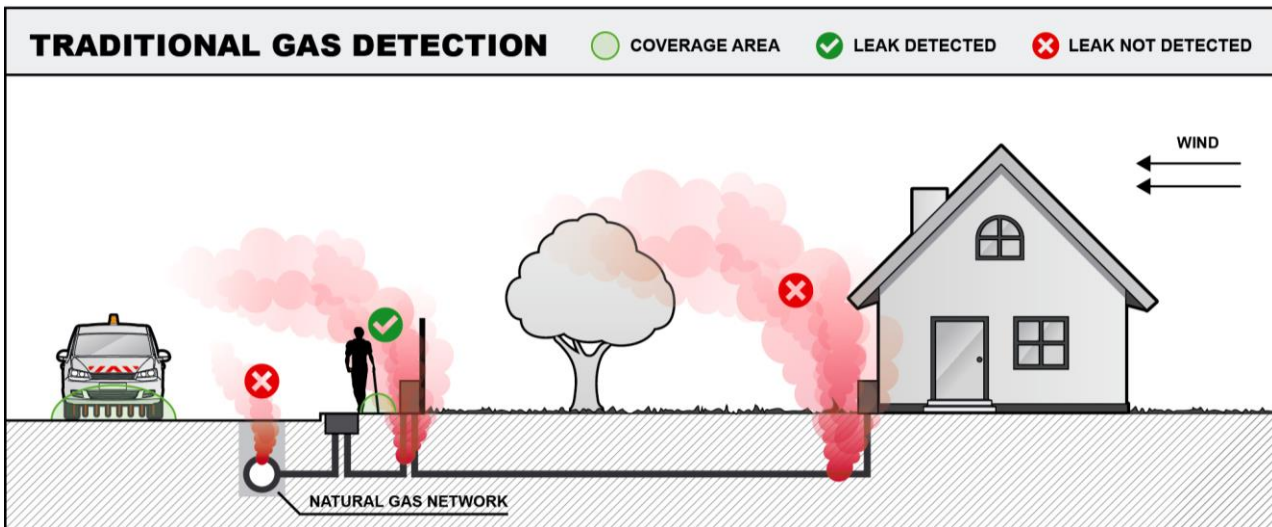 TRADITIONAL GAS DETECTION
COVERAGE AREA
LEAK DETECTED
LEAK NOT DETECTED
WIND
NATURAL GAS NETWORK